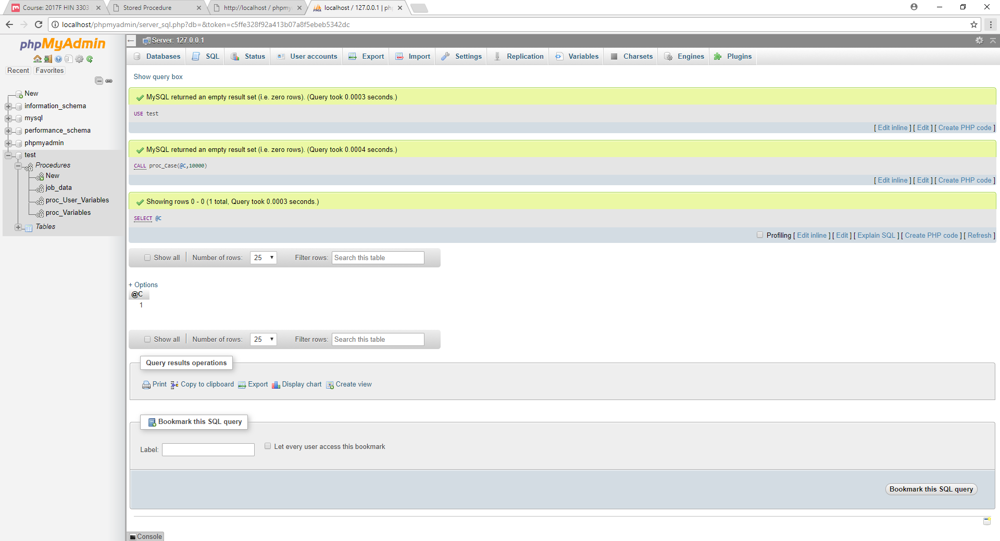 Course: 2017F HIN 3303
Stored Procedure
http://localhost / phpmy
localhost / 127.0.0.1 | ph
localhost/phpmyadmin/server_sql.php?db=&token=c5ffe328f92a413b07a8f5ebeb5342dc
phpMyAdmin
Recent
Favorites
New
information_schema
mysql
performance_schema
phpmyadmin
test
Procedures
New
job_data
proc_User_Variables
proc_Variables
Tables
Server: 127.0.0.1
Databases
SQL
Status
User accounts
Export
Import
Settings
Replication
Variables
Charsets
Engines
Plugins
Show query box
MySQL returned an empty result set (i.e. zero rows). (Query took 0.0003 seconds.)
USE test
[ Edit inline ] [ Edit ] [ Create PHP code ]
MySQL returned an empty result set (i.e. zero rows). (Query took 0.0004 seconds.)
CALL proc_Case(@C,10000)
[ Edit inline ] [ Edit ] [ Create PHP code ]
Showing rows 0 - 0 (1 total, Query took 0.0003 seconds.)
SELECT @C
Profiling [ Edit inline ] [ Edit ] [ Explain SQL ] [ Create PHP code ] [ Refresh ]
Show all | Number of rows: 25 Filter rows: Search this table
+ Options
@C
1
Show all | Number of rows: 25 Filter rows: Search this table
Query results operations
Print Copy to clipboard Export Display chart Create view
Bookmark this SQL query
Label:
Let every user access this bookmark
Bookmark this SQL query
Console